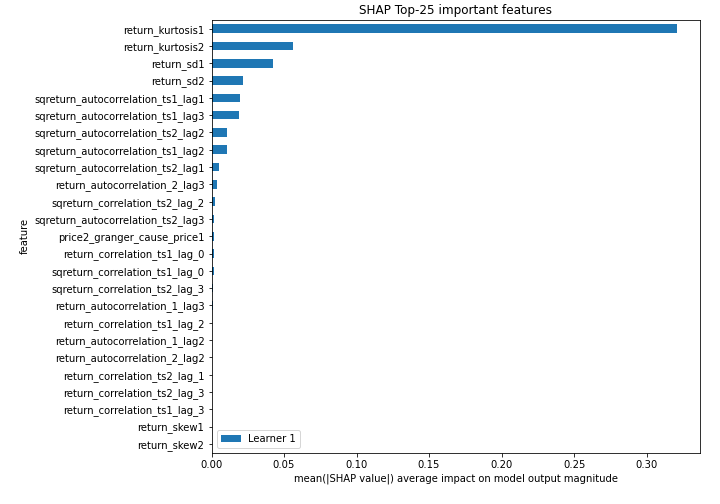 SHAP Top-25 important features
return_kurtosis1
return_kurtosis2
return_sd1
return_sd2
sqreturn_autocorrelation_ts1_lag1
sqreturn_autocorrelation_ts1_lag3
sqreturn_autocorrelation_ts2_lag2
sqreturn_autocorrelation_ts1_lag2
sqreturn_autocorrelation_ts2_lag1
return_autocorrelation_2_lag3
sqreturn_correlation_ts2_lag_2
sqreturn_autocorrelation_ts2_lag3
price2_granger_cause_price1
return_correlation_ts1_lag_0
sqreturn_correlation_ts1_lag_0
sqreturn_correlation_ts2_lag_3
return_autocorrelation_1_lag3
return_correlation_ts1_lag_2
return_autocorrelation_1_lag2
return_autocorrelation_2_lag2
return_correlation_ts2_lag_1
return_correlation_ts2_lag_3
return_correlation_ts1_lag_3
return_skew1
return_skew2
feature
Learner 1
0.00 0.05 0.10 0.15 0.20 0.25 0.30
mean(|SHAP value|) average impact on model output magnitude